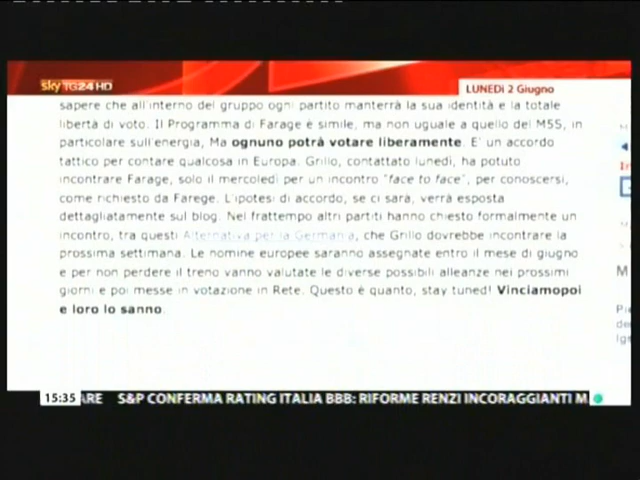 sky TG24 HD
LUNEDì 2 Giugno
sapere che all'interno del gruppo ogni partito manterrà la sua identità e la totale
libertà di voto. Il Programma di Farage è simile, ma non uguale a quello del M5S, in
particolare sull'energia, Ma ognuno potrà votare liberamente. E' un accordo
tattico per contare qualcosa in Europa. Grillo, contattato lunedì, ha potuto
incontrare Farage, solo il mercoledì per un incontro "face to face", per conoscersi,
come richiesto da Farege. L'ipotesi di accordo, se ci sarà, verrà esposta
dettagliatamente sul blog. Nel frattempo altri partiti hanno chiesto formalmente un
incontro, tra questi Alternativa per la Germania, che Grillo dovrebbe incontrare la
prossima settimana. Le nomine europee saranno assegnate entro il mese di giugno
e per non perdere il treno vanno valutate le diverse possibili alleanze nei prossimi
giorni e poi messe in votazione in Rete. Questo è quanto, stay tuned! Vinciamopoi
e loro lo sanno.
15:35 ARE S&P CONFERMA RATING ITALIA BBB: RIFORME RENZI INCORAGGIANTI M